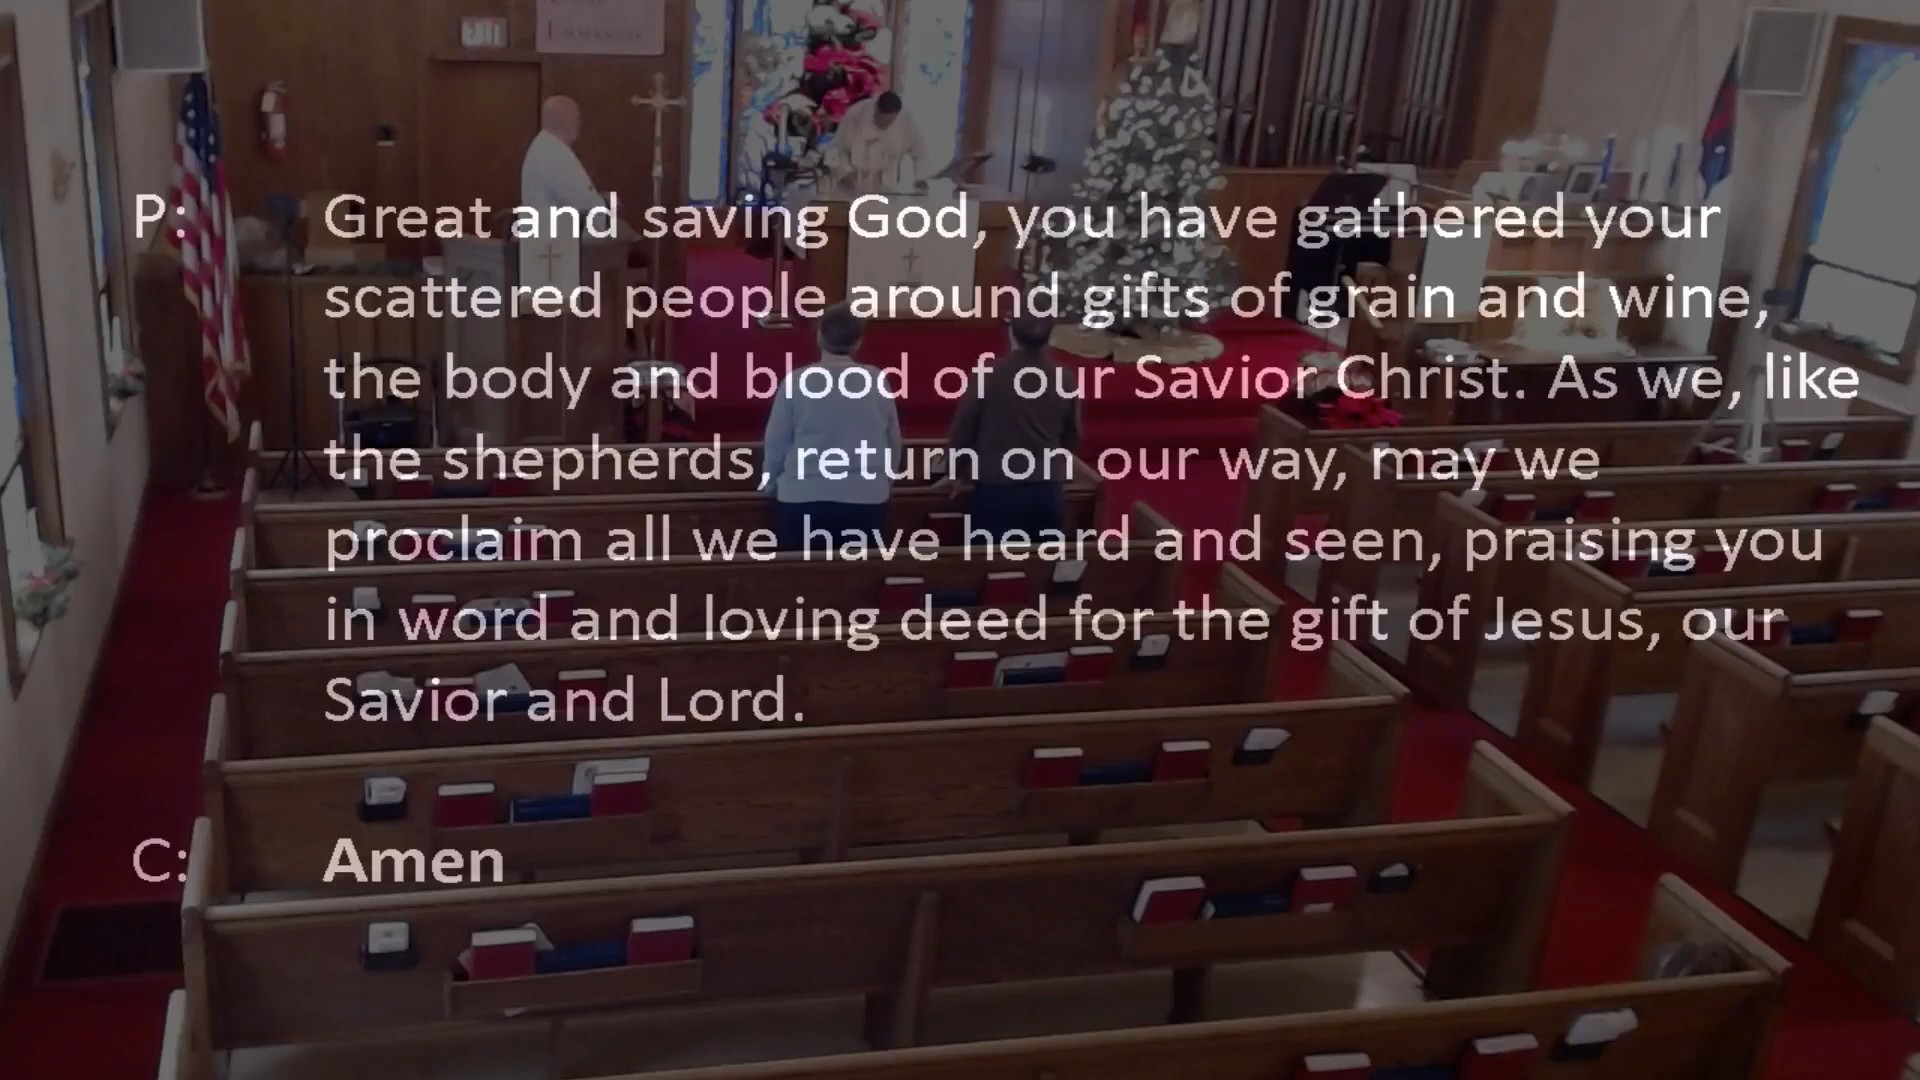 EXIT
P: Great and saving God, you have gathered your
scattered people around gifts of grain and wine,
the body and blood of our Savior Christ. As we, like
the shepherds, return on our way, may we
proclaim all we have heard and seen, praising you
in word and loving deed for the gift of Jesus, our
Savior and Lord.
C: Amen